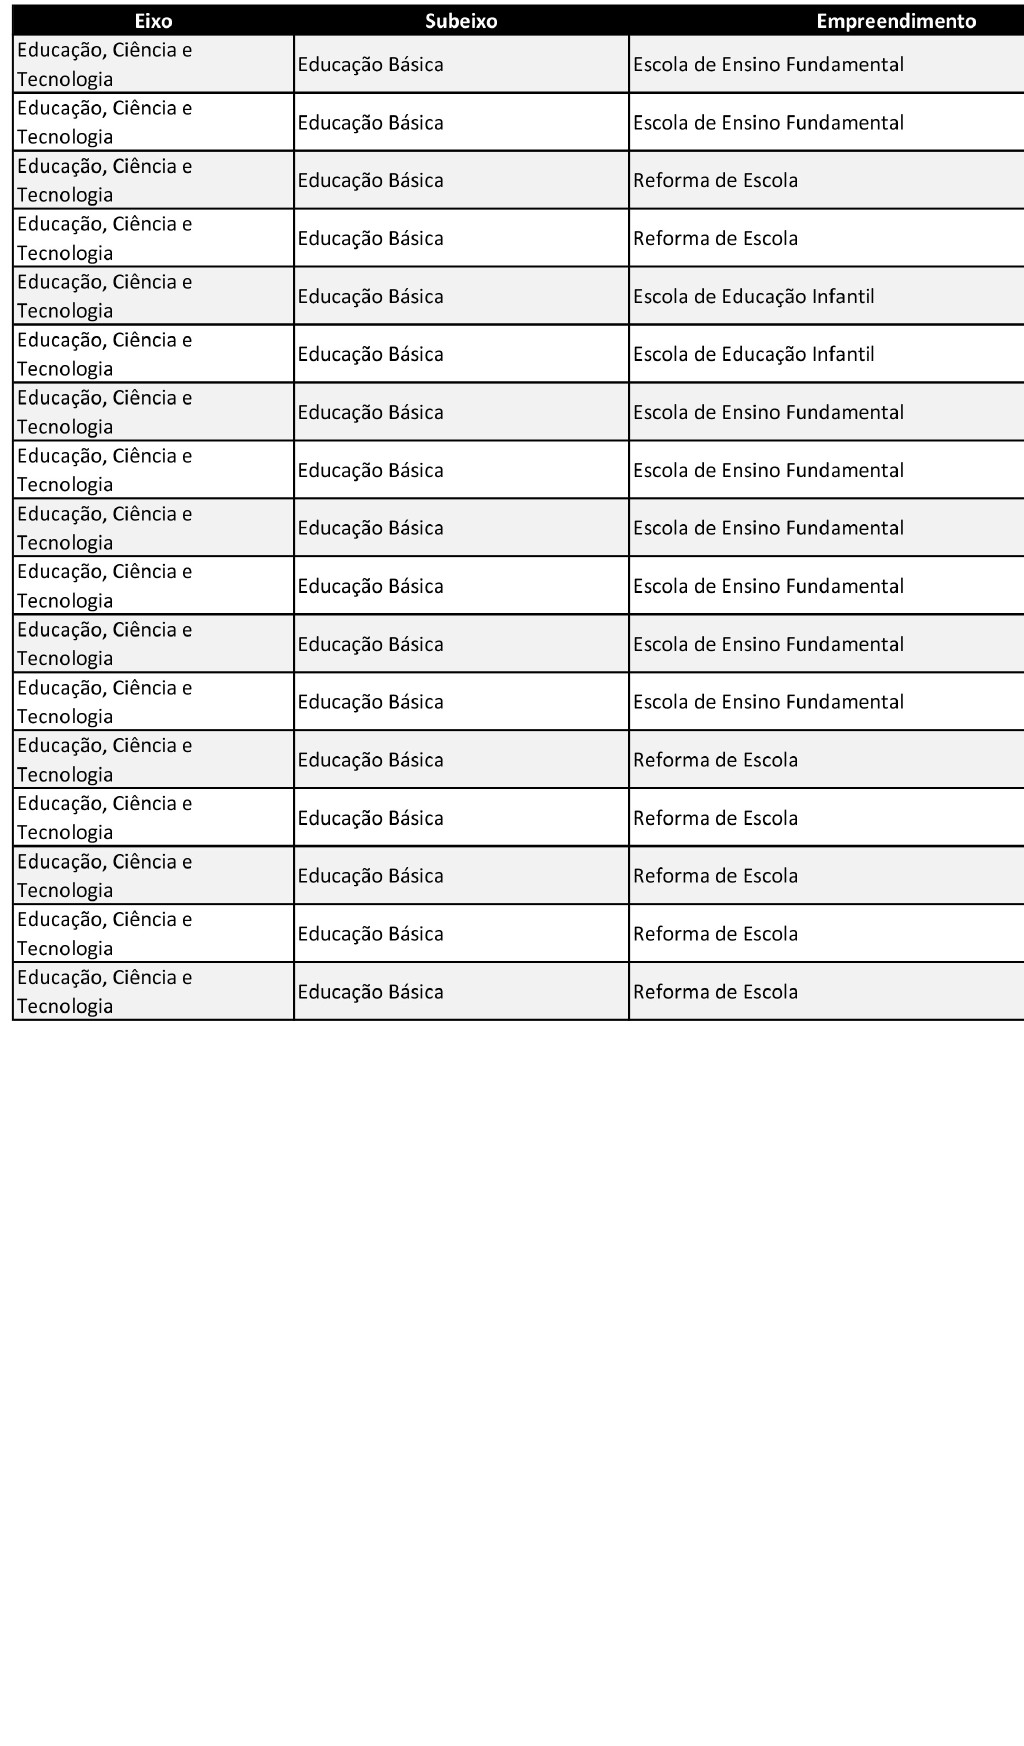 Eixo Subeixo Empreendimento
Educação, Ciência e
Tecnologia
Educação Básica
Escola de Ensino Fundamental
Educação, Ciência e
Tecnologia
Educação Básica
Escola de Ensino Fundamental
Educação, Ciência e
Tecnologia
Educação Básica
Reforma de Escola
Educação, Ciência e
Tecnologia
Educação Básica
Reforma de Escola
Educação, Ciência e
Tecnologia
Educação Básica
Escola de Educação Infantil
Educação, Ciência e
Tecnologia
Educação Básica
Escola de Educação Infantil
Educação, Ciência e
Tecnologia
Educação Básica
Escola de Ensino Fundamental
Educação, Ciência e
Tecnologia
Educação Básica
Escola de Ensino Fundamental
Educação, Ciência e
Tecnologia
Educação Básica
Escola de Ensino Fundamental
Educação, Ciência e
Tecnologia
Educação Básica
Escola de Ensino Fundamental
Educação, Ciência e
Tecnologia
Educação Básica
Escola de Ensino Fundamental
Educação, Ciência e
Tecnologia
Educação Básica
Escola de Ensino Fundamental
Educação, Ciência e
Tecnologia
Educação Básica
Reforma de Escola
Educação, Ciência e
Tecnologia
Educação Básica
Reforma de Escola
Educação, Ciência e
Tecnologia
Educação Básica
Reforma de Escola
Educação, Ciência e
Tecnologia
Educação Básica
Reforma de Escola
Educação, Ciência e
Tecnologia
Educação Básica
Reforma de Escola